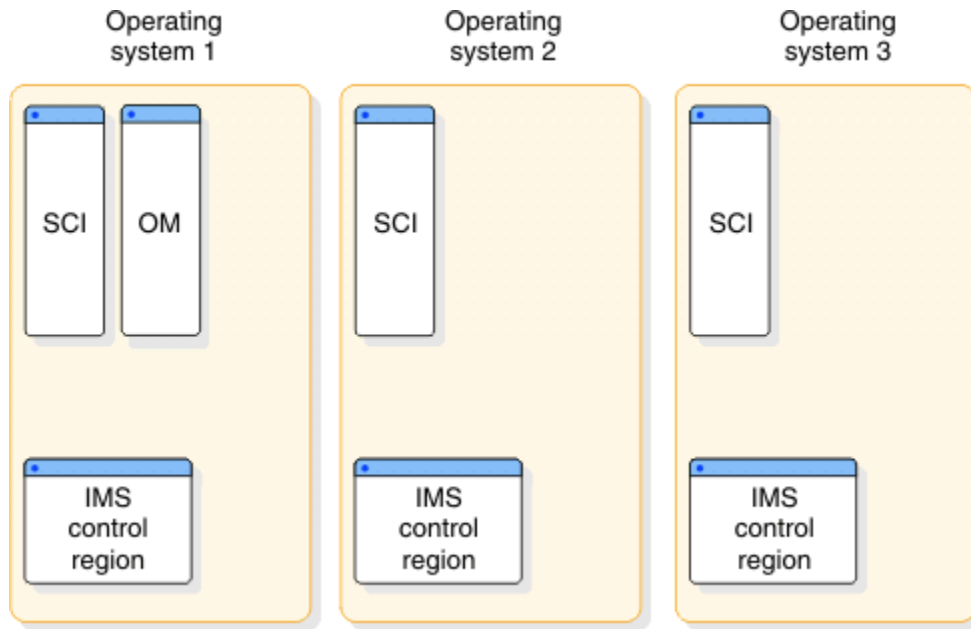 Operating
system 1
Operating
system 2
Operating
system 3
SCI
OM
SCI
SCI
IMS
control
region
IMS
control
region
IMS
control
region